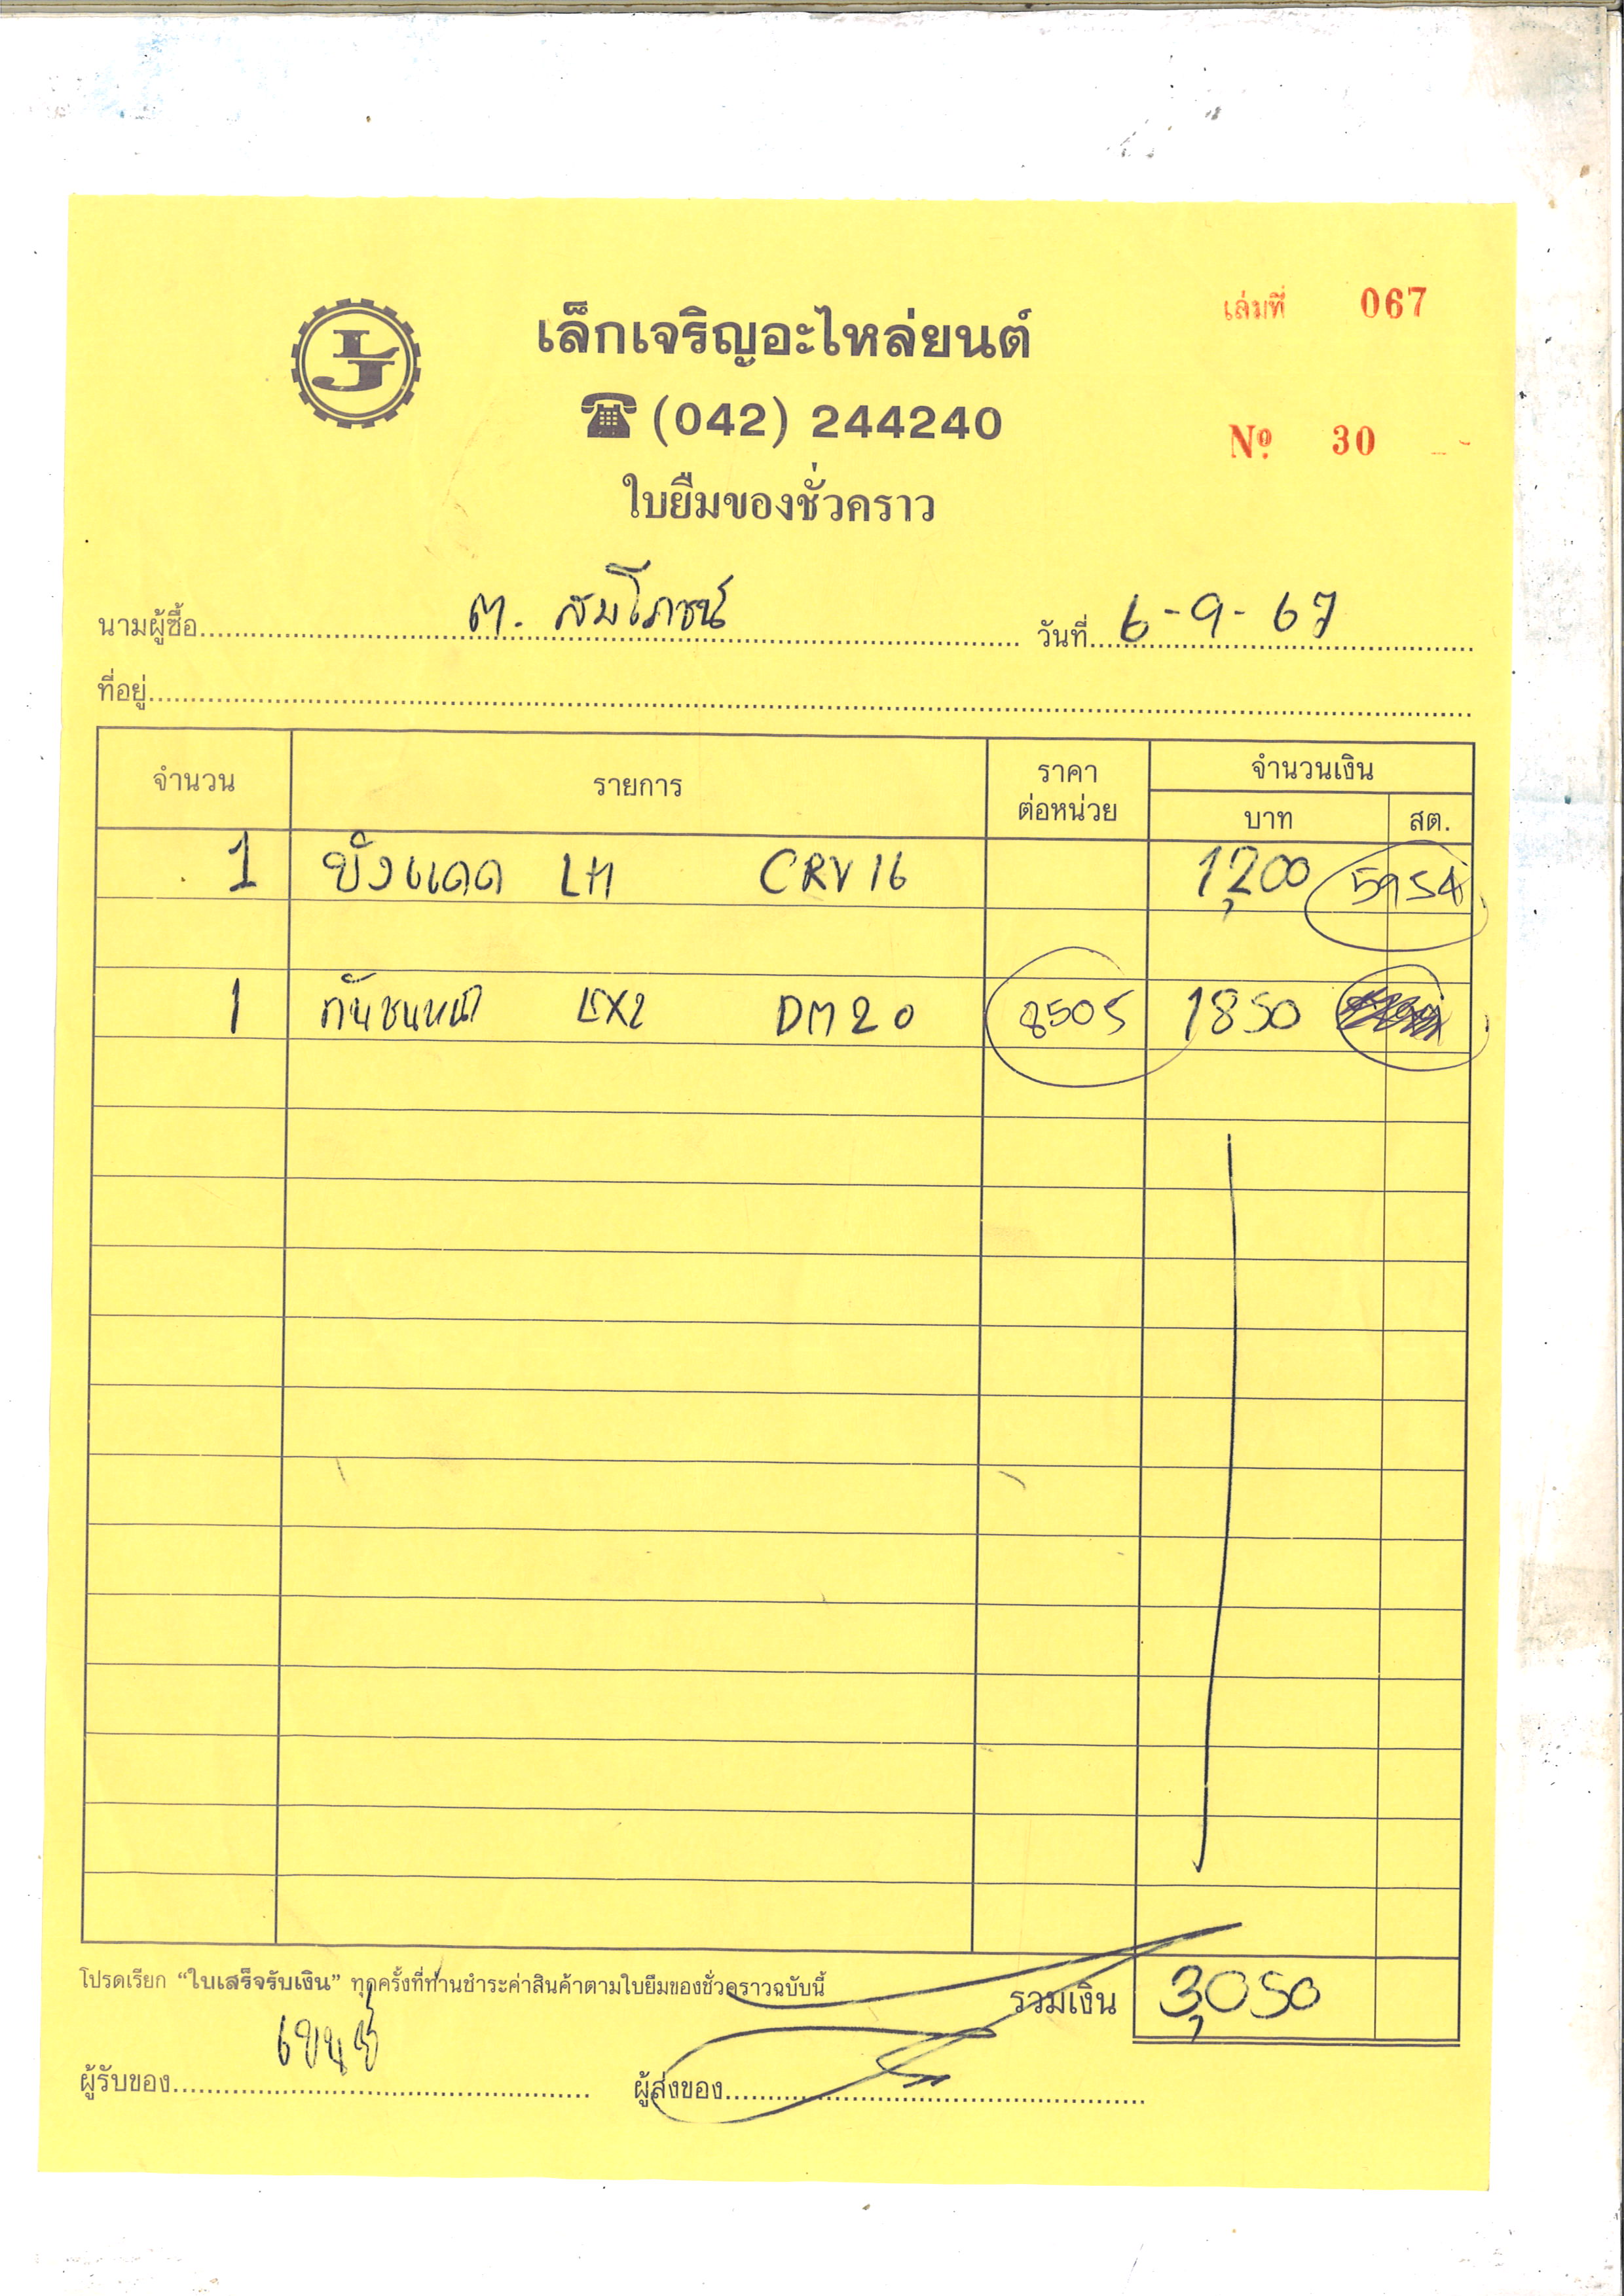 LJ
เล็กเจริญอะไหล่ยนต์
เล่มที่ 067
(042) 244240
Nº 30
ใบยืมของชั่วคราว
นามผู้ซื้อ ต. สมโภชน์ วันที่ 6-9-67
ที่อยู่
จำนวน รายการ ราคา ต่อหน่วย จำนวนเงิน
บาท สต.
1 บังแดด LH CRV16 1,200 5954
1 กันชนหน้า DM20 8505 1850
โปรดเรียก “ใบเสร็จรับเงิน” ทุกครั้งที่ท่านชำระค่าสินค้าตามใบยืมของชั่วคราวฉบับนี้
รวมเงิน 3,050
ผู้รับของ ผู้ส่งของ